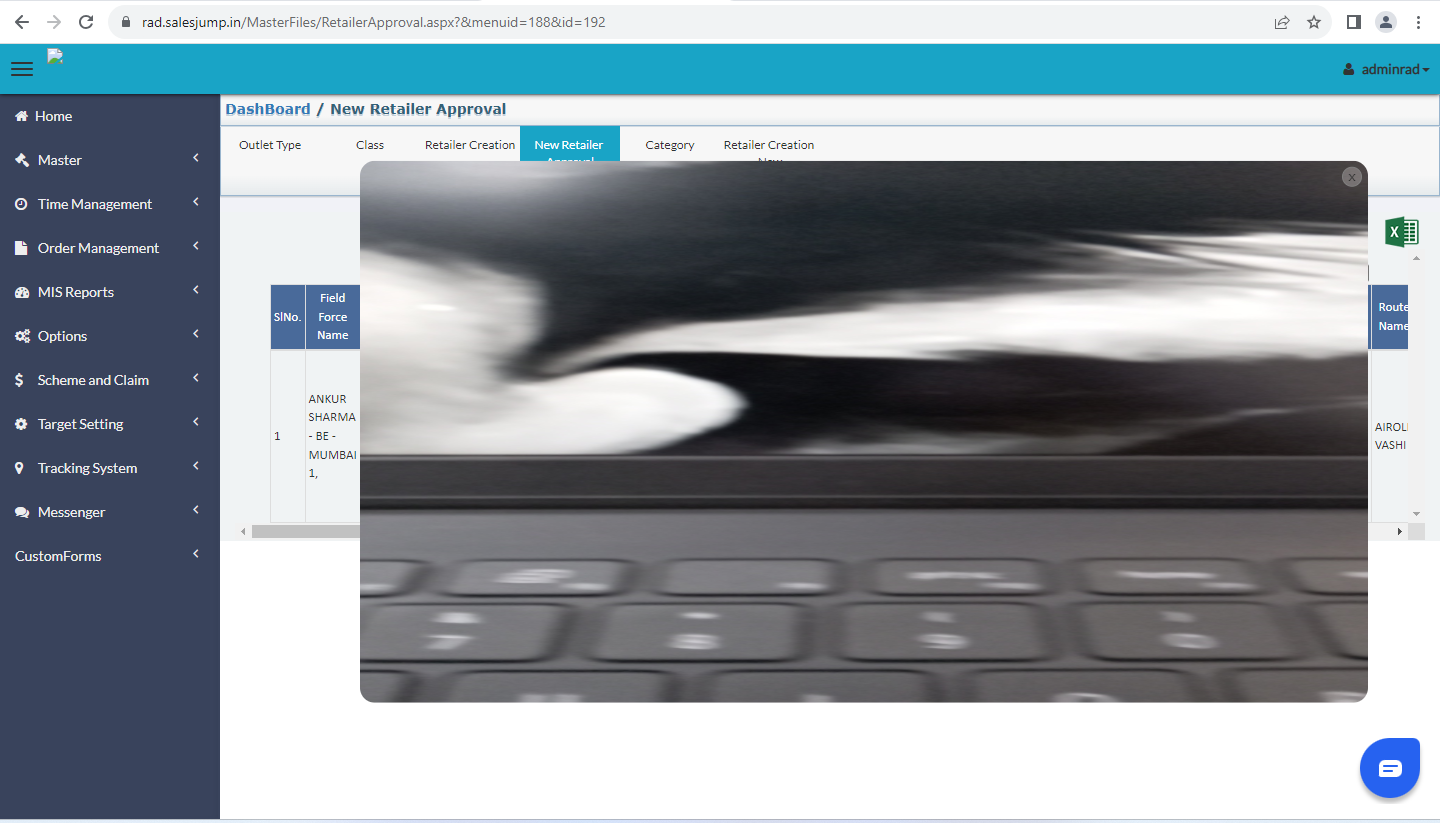 rad.salesjump.in/MasterFiles/RetailerApproval.aspx?&menuid=188&id=192
adminrad
Home
Master
Time Management
Order Management
MIS Reports
Options
Scheme and Claim
Target Setting
Tracking System
Messenger
CustomForms
DashBoard / New Retailer Approval
Outlet Type
Class
Retailer Creation
New Retailer
Approval
Category
Retailer Creation
New
x
X
SlNo.
Field
Force
Name
Route
Name
1
ANKUR
SHARMA
- BE -
MUMBAI
1,
AIROLI
VASHI
7
8
9